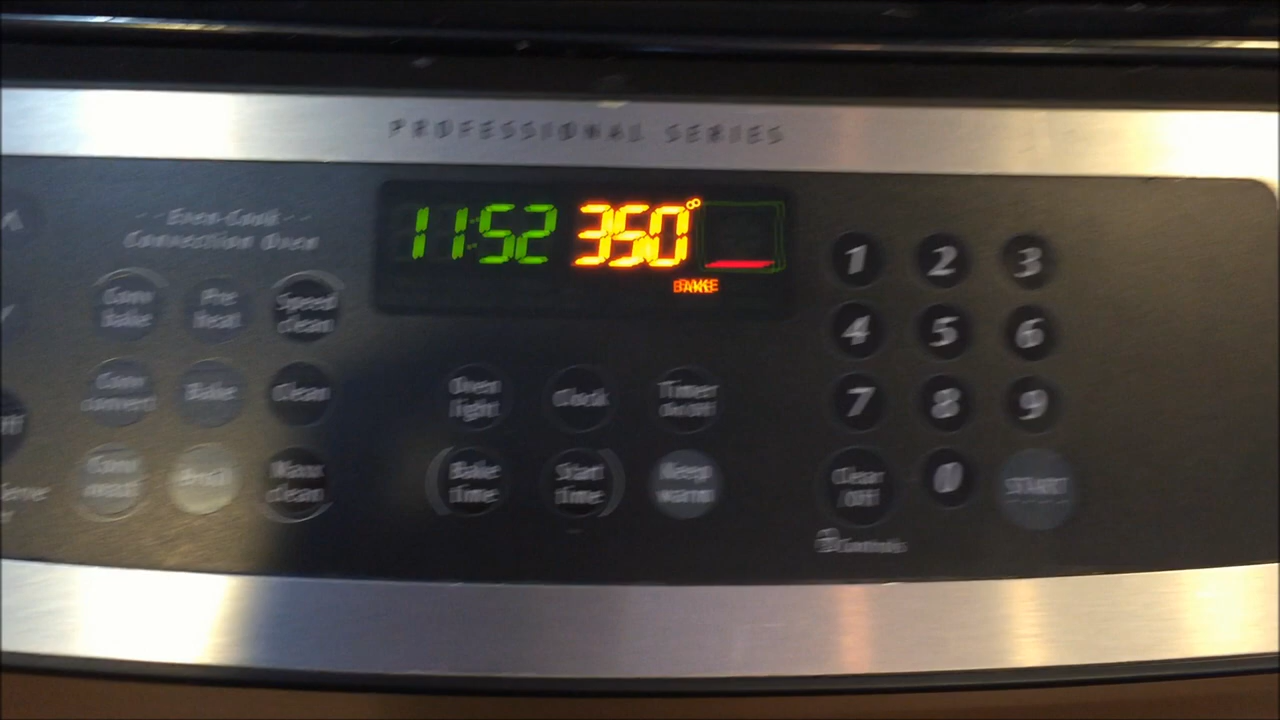 PROFESSIONAL SERIES
Even-Cook
Convection Oven
11:52 350°
BAKE
Conv bake
Pre heat
Speed clean
Conv convert
Bake
Clean
Conv roast
Broil
Maxx clean
Oven light
Clock
Timer on/off
Bake time
Start time
Keep warm
1 2 3
4 5 6
7 8 9
Clear /Off!
0
START
Controls